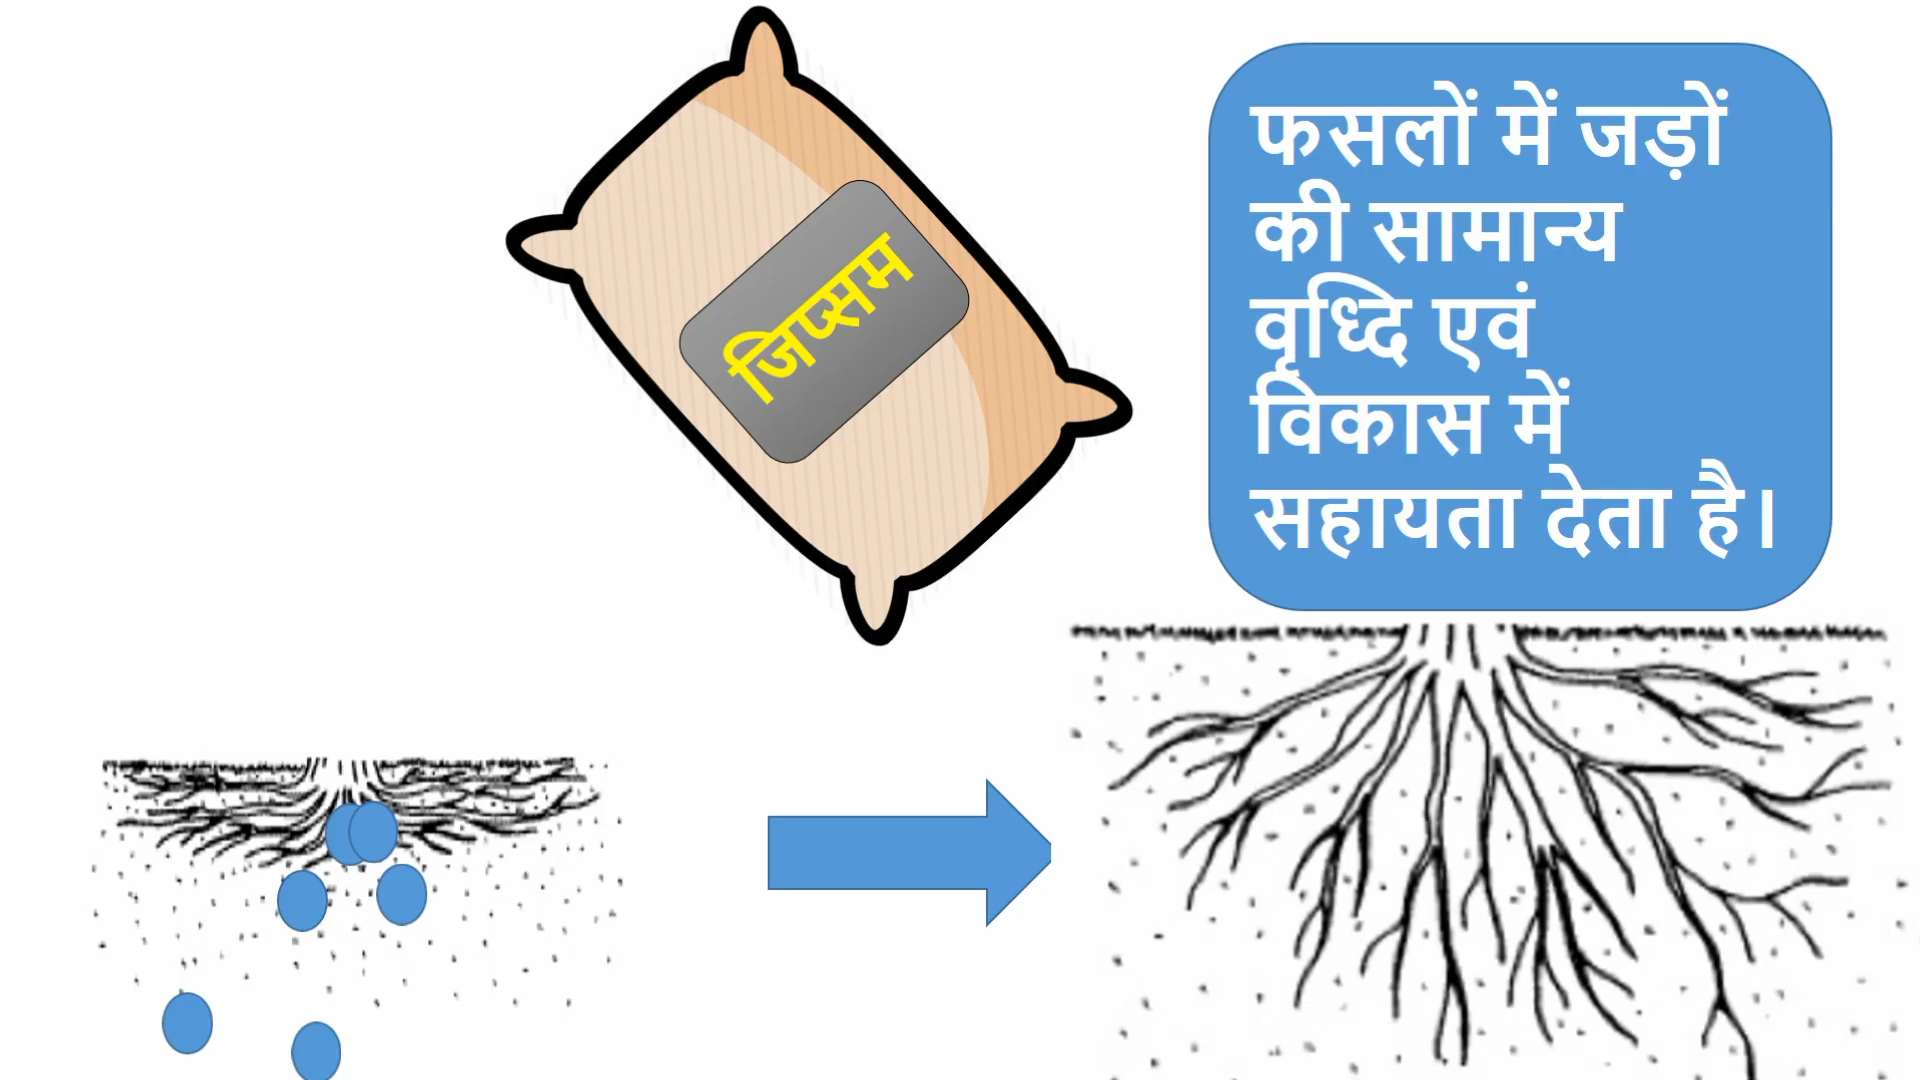 जिप्सम
फसलों में जड़ों
की सामान्य
वृध्दि एवं
विकास में
सहायता देता है।